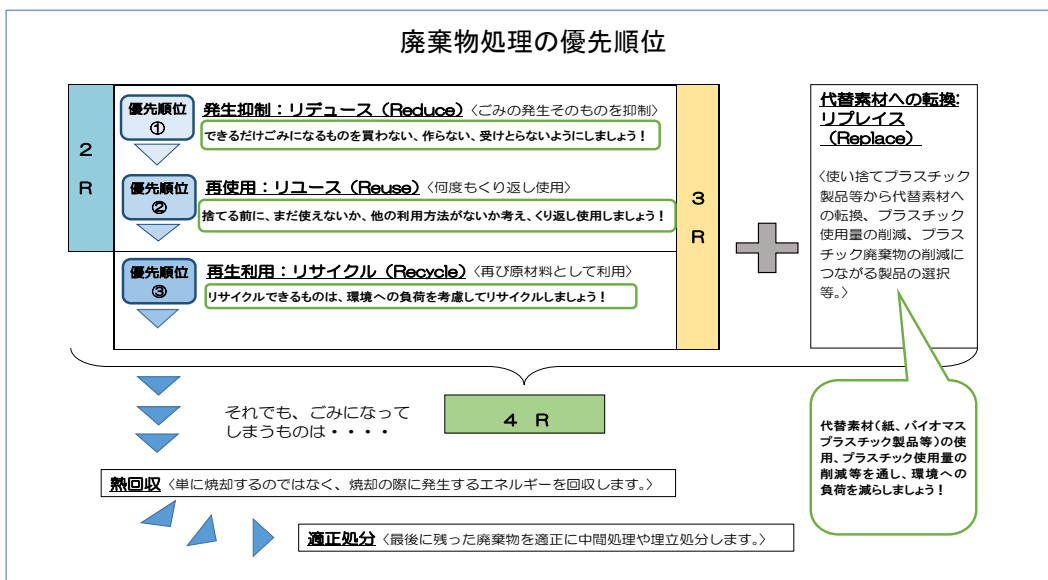 廃棄物処理の優先順位
2
R
優先順位
①
発生抑制：リデュース（Reduce）〈ごみの発生そのものを抑制〉
できるだけごみになるものを買わない、作らない、受けとらないようにしましょう！
優先順位
②
再使用：リユース（Reuse）〈何度もくり返し使用〉
捨てる前に、まだ使えないか、他の利用方法がないか考え、くり返し使用しましょう！
優先順位
③
再生利用：リサイクル（Recycle）〈再び原材料として利用〉
リサイクルできるものは、環境への負荷を考慮してリサイクルしましょう！
3
R
代替素材への転換:
リプレイス
（Replace）
〈使い捨てプラスチック
製品等から代替素材へ
の転換、プラスチック
使用量の削減、プラス
チック廃棄物の削減に
つながる製品の選択
等。〉
それでも、ごみになって
しまうものは・・・・
4 R
代替素材（紙、バイオマス
プラスチック製品等）の使
用、プラスチック使用量の
削減等を通し、環境への
負荷を減らしましょう！
熱回収〈単に焼却するのではなく、焼却の際に発生するエネルギーを回収します。〉
適正処分〈最後に残った廃棄物を適正に中間処理や埋立処分します。〉